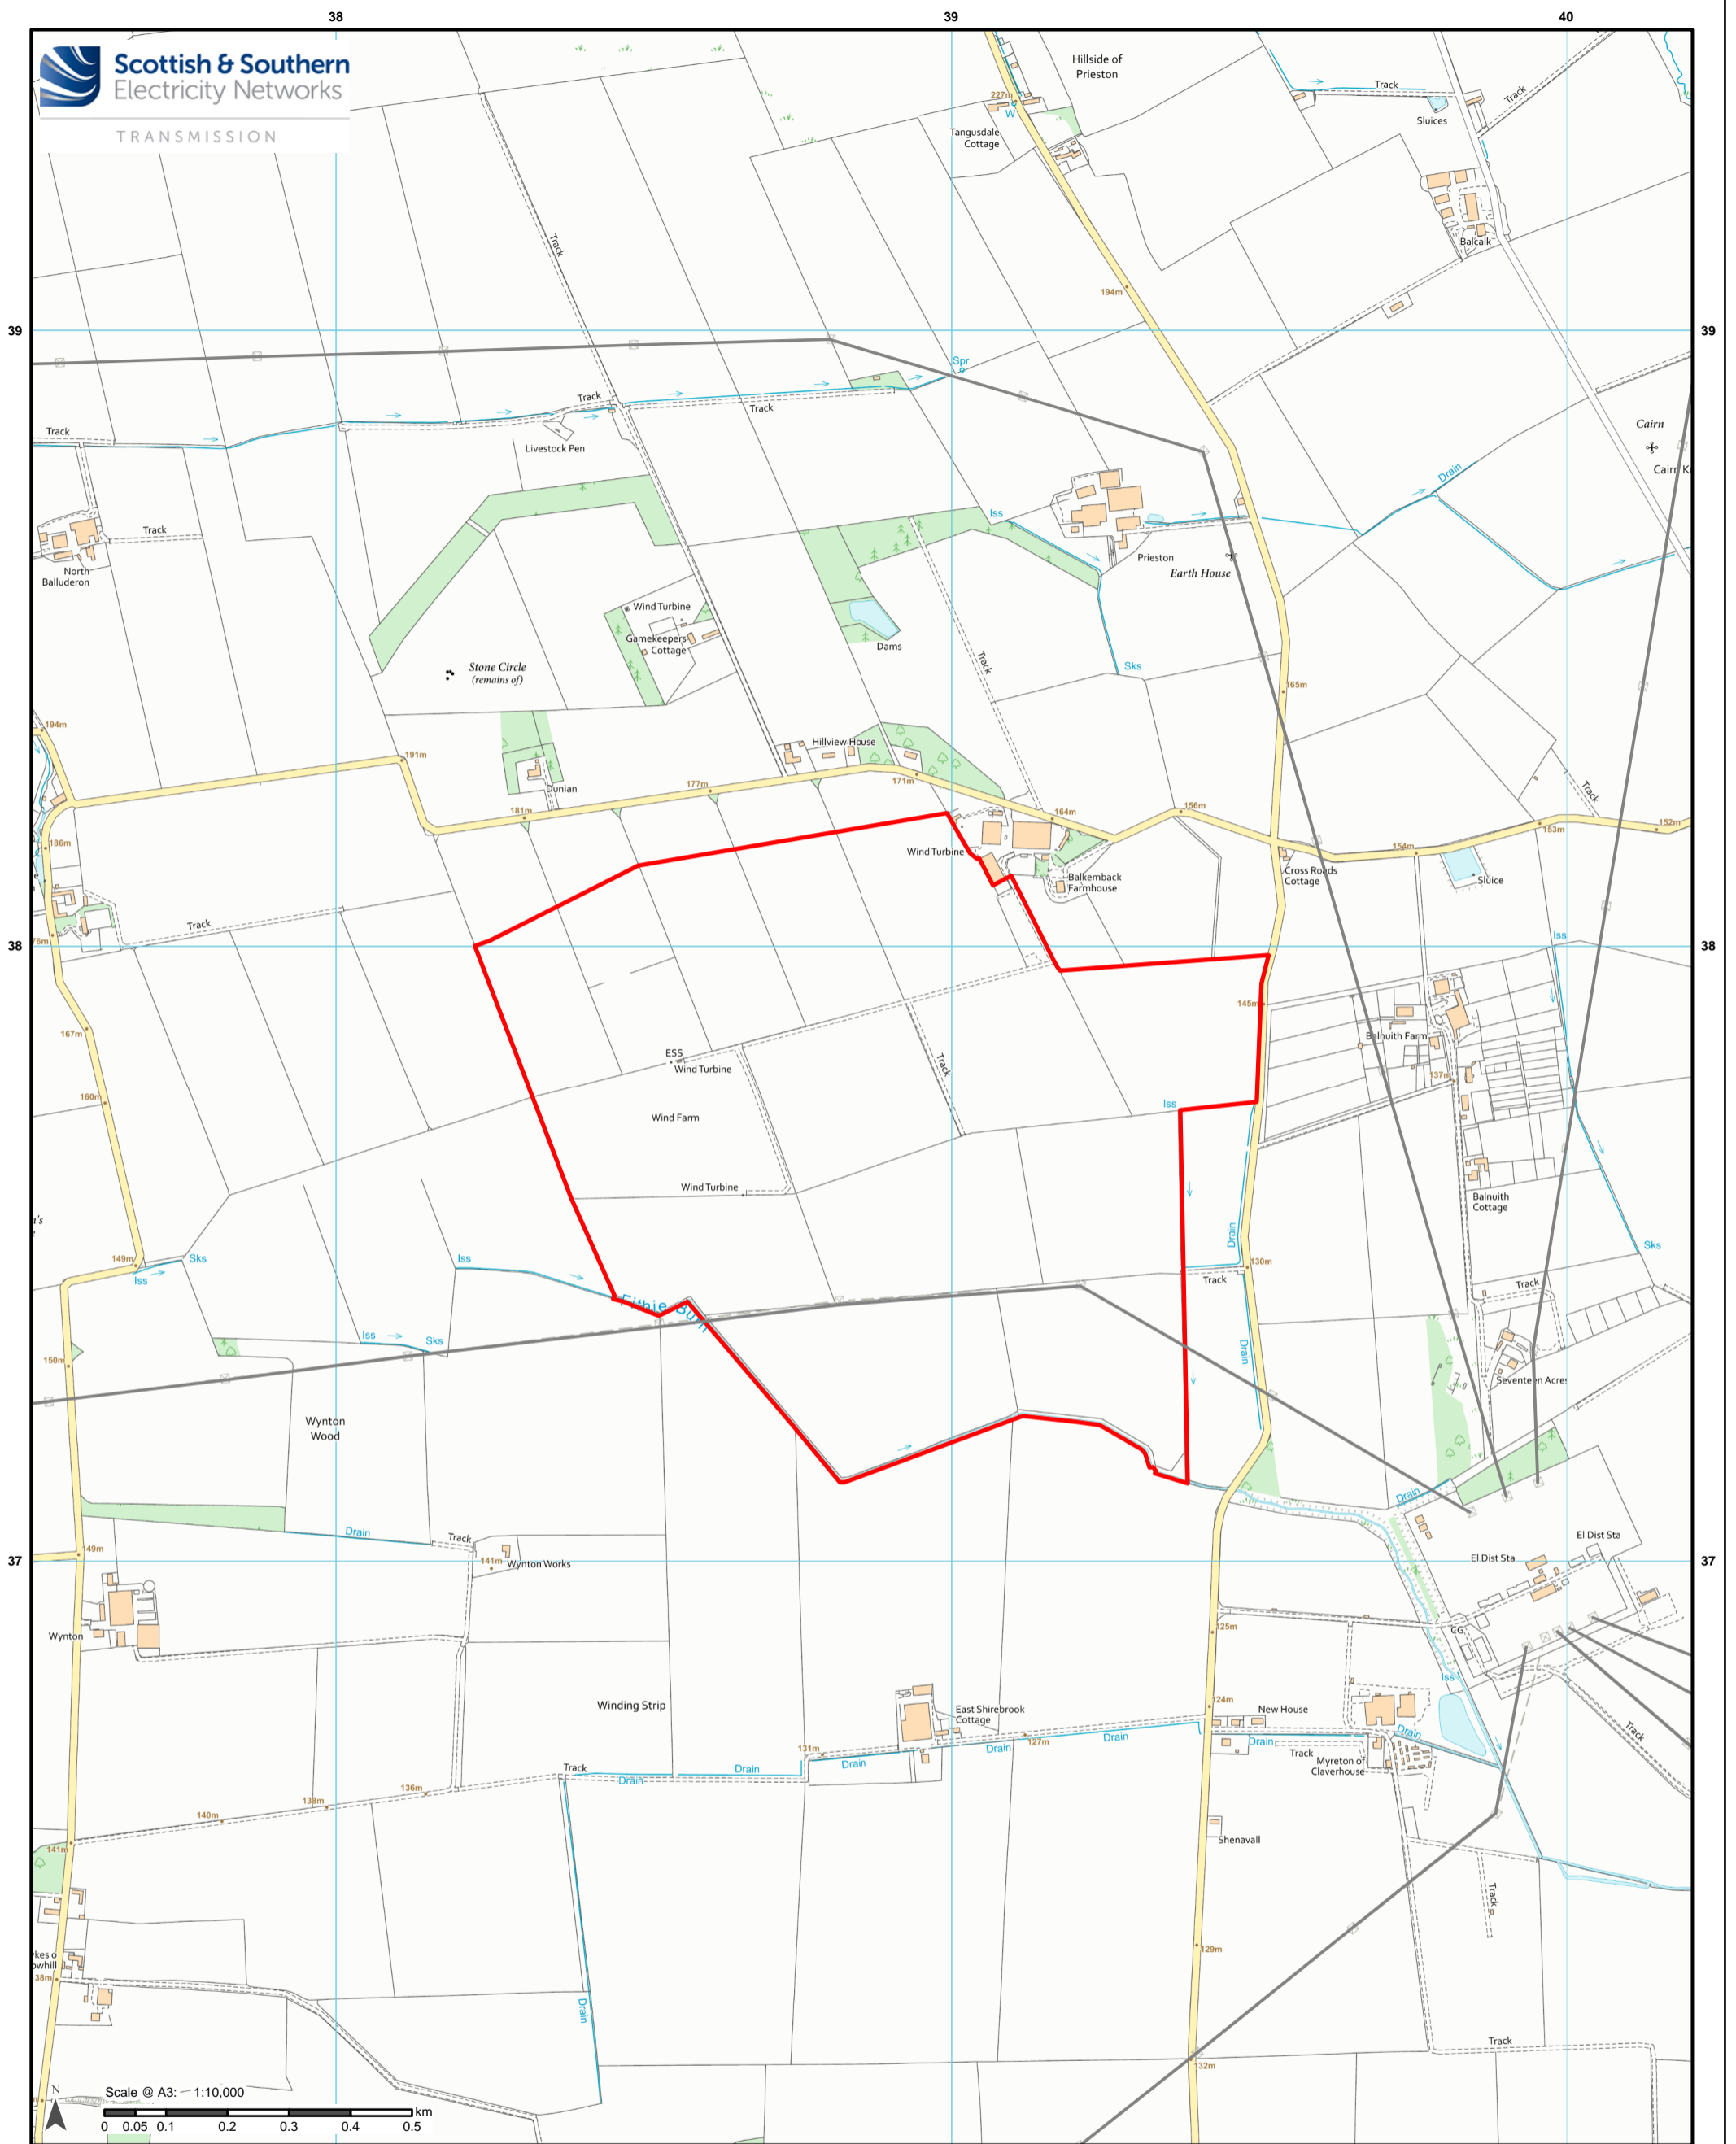 38
39
40
Scottish & Southern
Electricity Networks
TRANSMISSION
Hillside of
Prieston
227m
W
Tangusdale
Cottage
Track
Track
Sluices
Track
Balcalk
194m
39
39
Spr
Track
Track
Track
Livestock Pen
Cairn
Drain
Track
North
Balluderon
Iss
Prieston
Earth House
Wind Turbine
Gamekeepers
Cottage
Dams
Stone Circle
(remains of)
Track
Sks
165m
194m
191m
Hillview House
177m
171m
Dunian
181m
164m
156m
Track
153m
152m
154m
186m
Wind Turbine
Balkemback
Farmhouse
Cross Roads
Cottage
Sluice
Track
76m
38
38
Iss
167m
145m
Balnuith Farm
ESS
Wind Turbine
Track
137m
160m
Wind Farm
Iss
Wind Turbine
Balnuith
Cottage
149m
Sks
Iss
Iss
Drain
130m
Track
Sks
Track
Fithie Burn
Iss
Sks
Drain
150m
Seventeen Acres
Wynton
Wood
Drain
Drain
Track
149m
141m
Wynton Works
El Dist Sta
El Dist Sta
37
37
Wynton
125m
CG
Iss
Winding Strip
East Shirebrook
Cottage
124m
New House
131m
Drain
Drain
127m
Drain
Drain
Track
Drain
Myreton of
Claverhouse
Track
Track
Drain
Drain
136m
138m
140m
141m
Shenavall
Track
129m
138m
Drain
132m
Track
N
Scale @ A3: 1:10,000
0 0.05 0.1 0.2 0.3 0.4 0.5
km